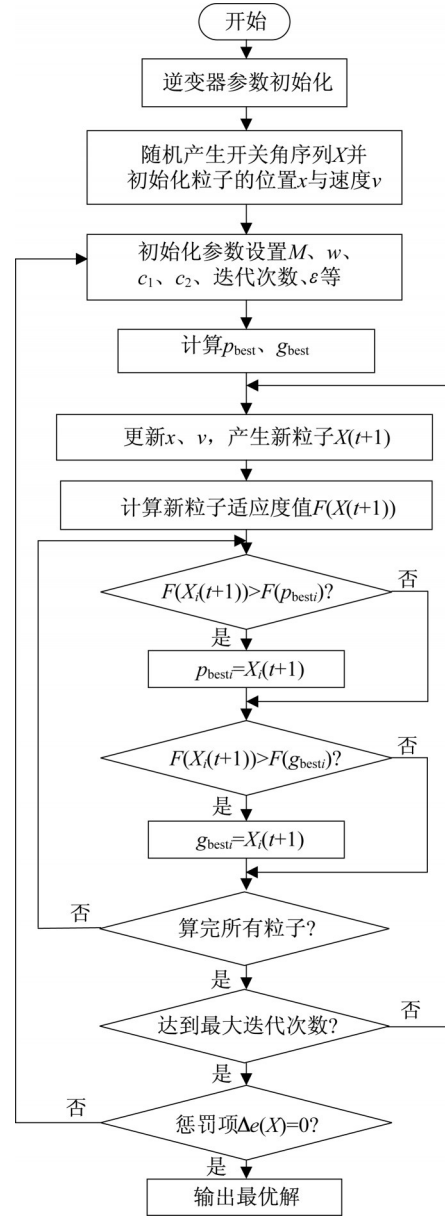 开始
逆变器参数初始化
随机产生开关角序列X并
初始化粒子的位置x与速度v
初始化参数设置M、w、
c₁、c₂、迭代次数、ε等
计算p_best、g_best
更新x、v，产生新粒子X(t+1)
计算新粒子适应度值F(X(t+1))
F(Xᵢ(t+1))>F(p_besti)?
否
是
p_besti=Xᵢ(t+1)
F(Xᵢ(t+1))>F(g_besti)?
否
是
g_besti=Xᵢ(t+1)
否
算完所有粒子?
是
达到最大迭代次数?
否
是
否
惩罚项Δe(X)=0?
是
输出最优解